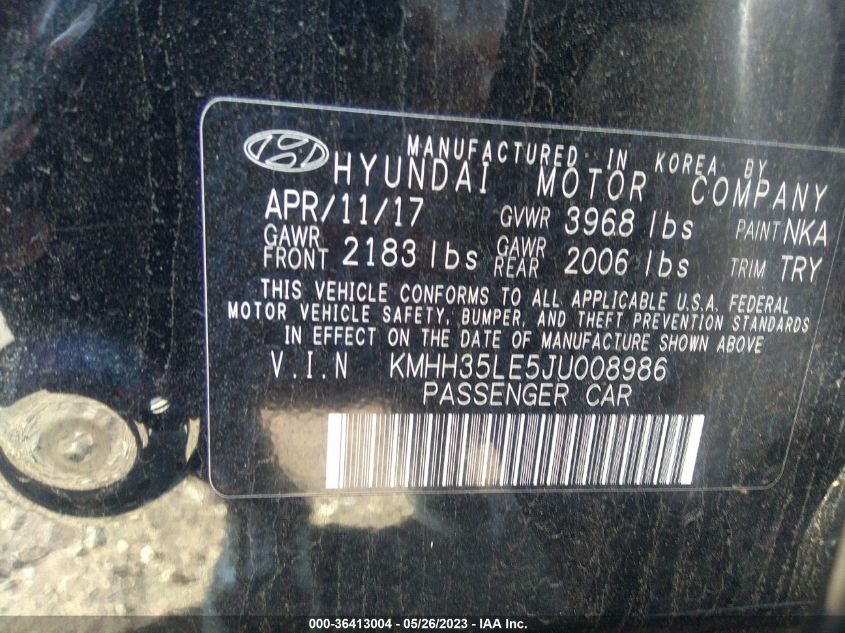 MANUFACTURED IN KOREA BY
HYUNDAI MOTOR COMPANY
APR/11/17 GVWR 3968 lbs PAINT NKA
GAWR FRONT 2183 lbs GAWR REAR 2006 lbs TRIM TRY
THIS VEHICLE CONFORMS TO ALL APPLICABLE U.S.A. FEDERAL
MOTOR VEHICLE SAFETY, BUMPER, AND THEFT PREVENTION STANDARDS
IN EFFECT ON THE DATE OF MANUFACTURE SHOWN ABOVE
V.I.N KMHH35LE5JU008986
PASSENGER CAR
000-36413004 - 05/26/2023 - IAA Inc.